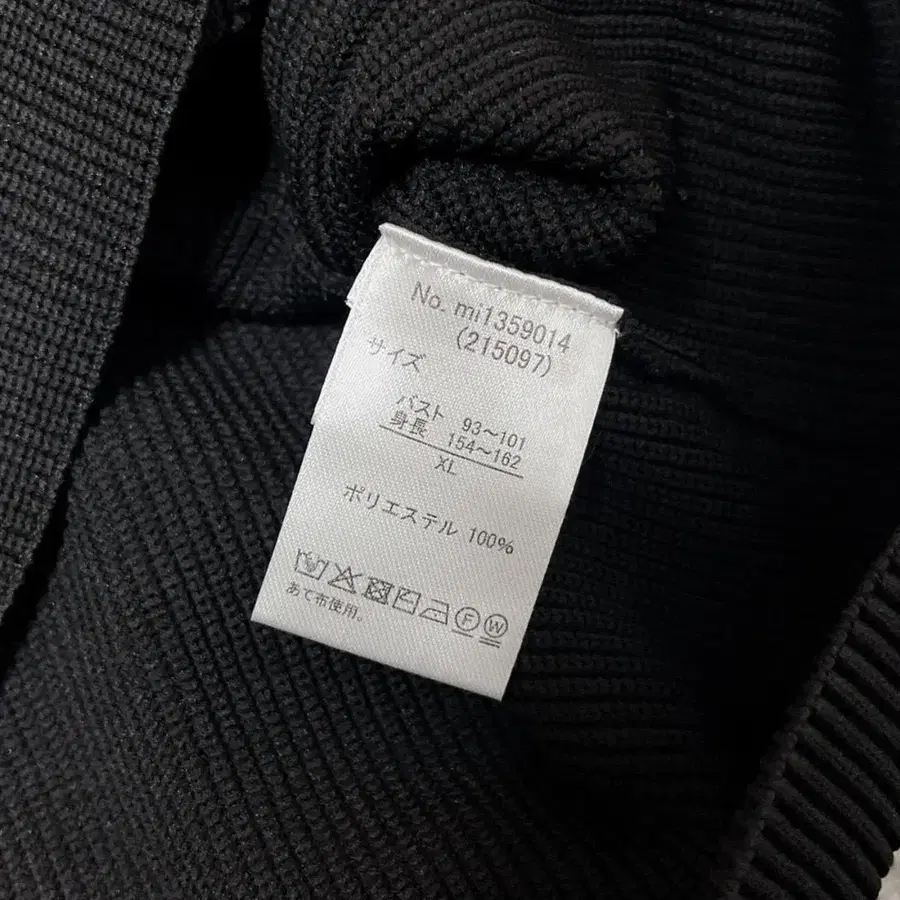 No. mi1359014
(215097)
サイズ
バスト 93～101
身長 154～162
XL
ポリエステル 100%
F W
あて布使用。